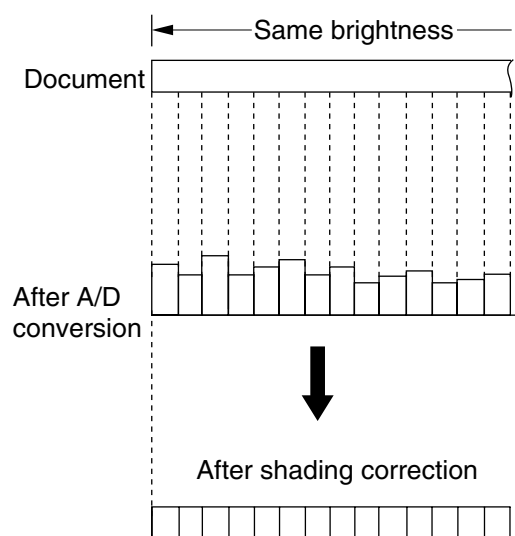 Same brightness
Document
After A/D
conversion
After shading correction